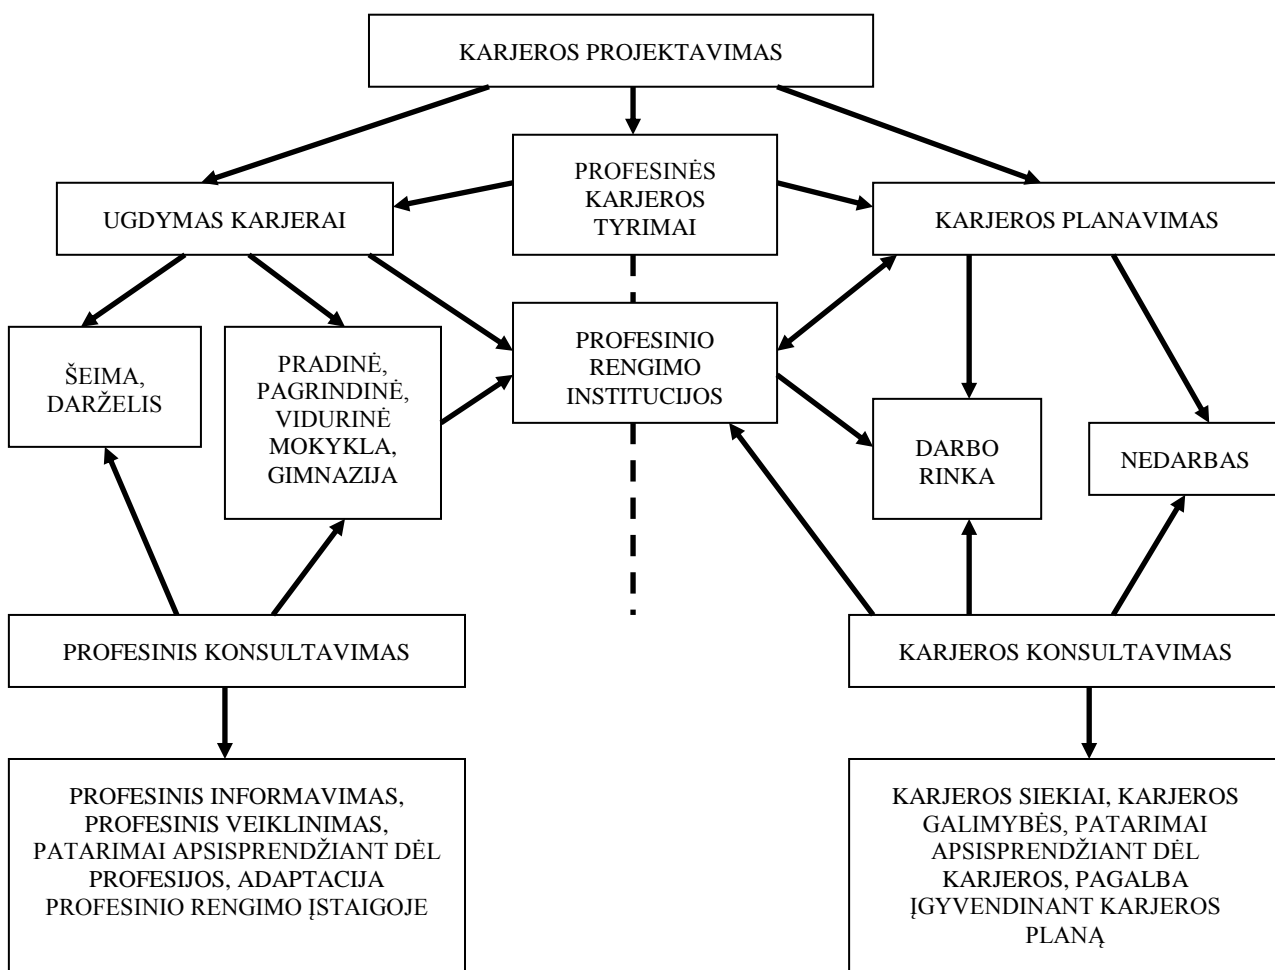 KARJEROS PROJEKTAVIMAS
PROFESINĖS
KARJEROS
TYRIMAI
UGDYMAS KARJERAI
KARJEROS PLANAVIMAS
ŠEIMA,
DARŽELIS
PRADINĖ,
PAGRINDINĖ,
VIDURINĖ
MOKYKLA,
GIMNAZIJA
PROFESINIO
RENGIMO
INSTITUCIJOS
DARBO
RINKA
NEDARBAS
PROFESINIS KONSULTAVIMAS
KARJEROS KONSULTAVIMAS
PROFESINIS INFORMAVIMAS,
PROFESINIS VEIKLINIMAS,
PATARIMAI APSISPRENDŽIANT DĖL
PROFESIJOS, ADAPTACIJA
PROFESINIO RENGIMO ĮSTAIGOJE
KARJEROS SIEKIAI, KARJEROS
GALIMYBĖS, PATARIMAI
APSISPRENDŽIANT DĖL
KARJEROS, PAGALBA
ĮGYVENDINANT KARJEROS
PLANĄ